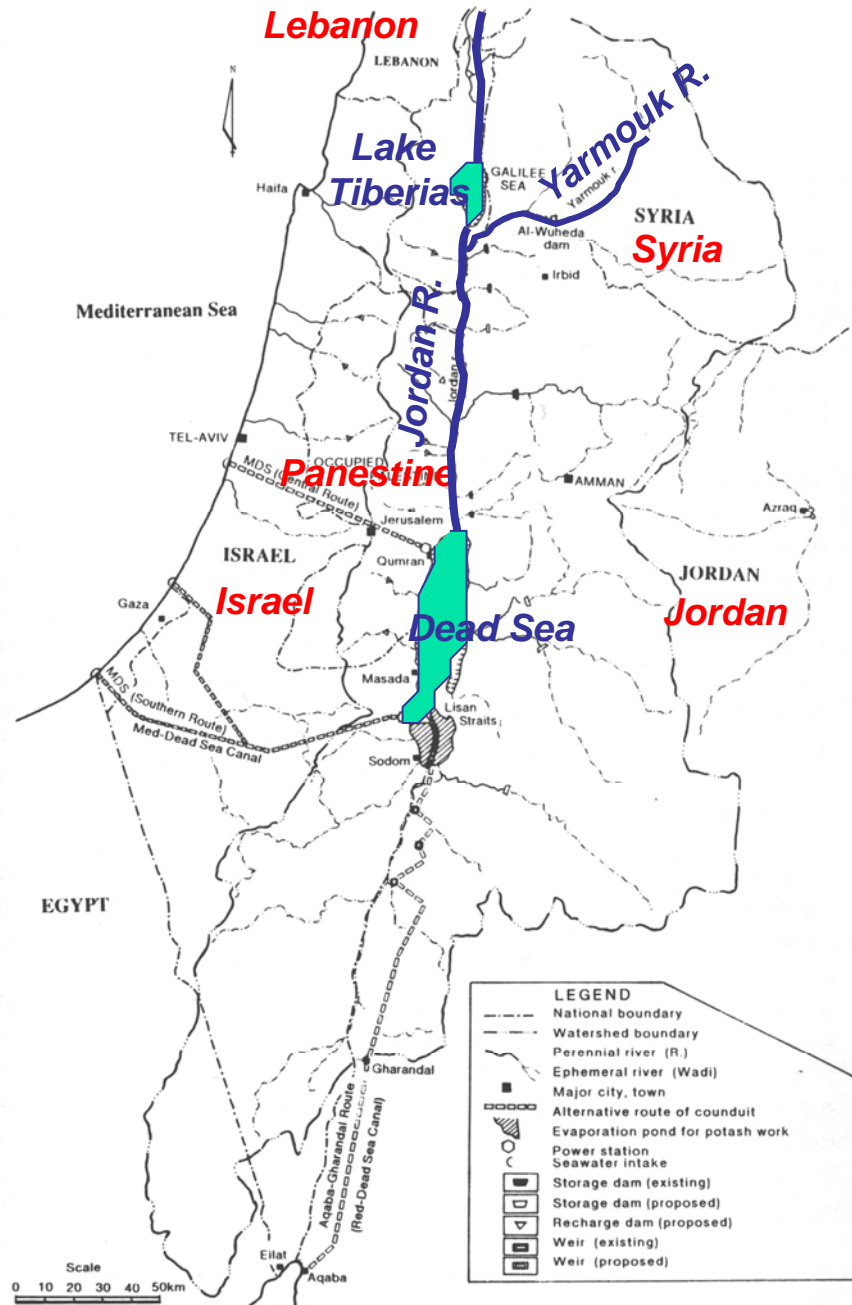 Lebanon
LEBANON
N
Yarmouk R.
Lake
Tiberias
GALILEE
SEA
Haifa
Yarmouk r.
SYRIA
Al-Wuheda
dam
Syria
Irbid
Mediterranean Sea
Jordan R.
Jordan r.
TEL-AVIV
OCCUPIED
Panestine
MDS (Central Route)
AMMAN
Azraq
Jerusalem
Qumran
ISRAEL
JORDAN
Israel
Jordan
Gaza
Dead Sea
Masada
MDS (Southern Route)
Med-Dead Sea Canal
Lisan
Straits
Sodom
EGYPT
Gharandal
Aqaba-Gharandal Route
(Red-Dead Sea Canal)
Eilat
Aqaba
Scale
0 10 20 30 40 50km
LEGEND
National boundary
Watershed boundary
Perennial river (R.)
Ephemeral river (Wadi)
Major city, town
Alternative route of counduit
Evaporation pond for potash work
Power station
Seawater intake
Storage dam (existing)
Storage dam (proposed)
Recharge dam (proposed)
Weir (existing)
Weir (proposed)